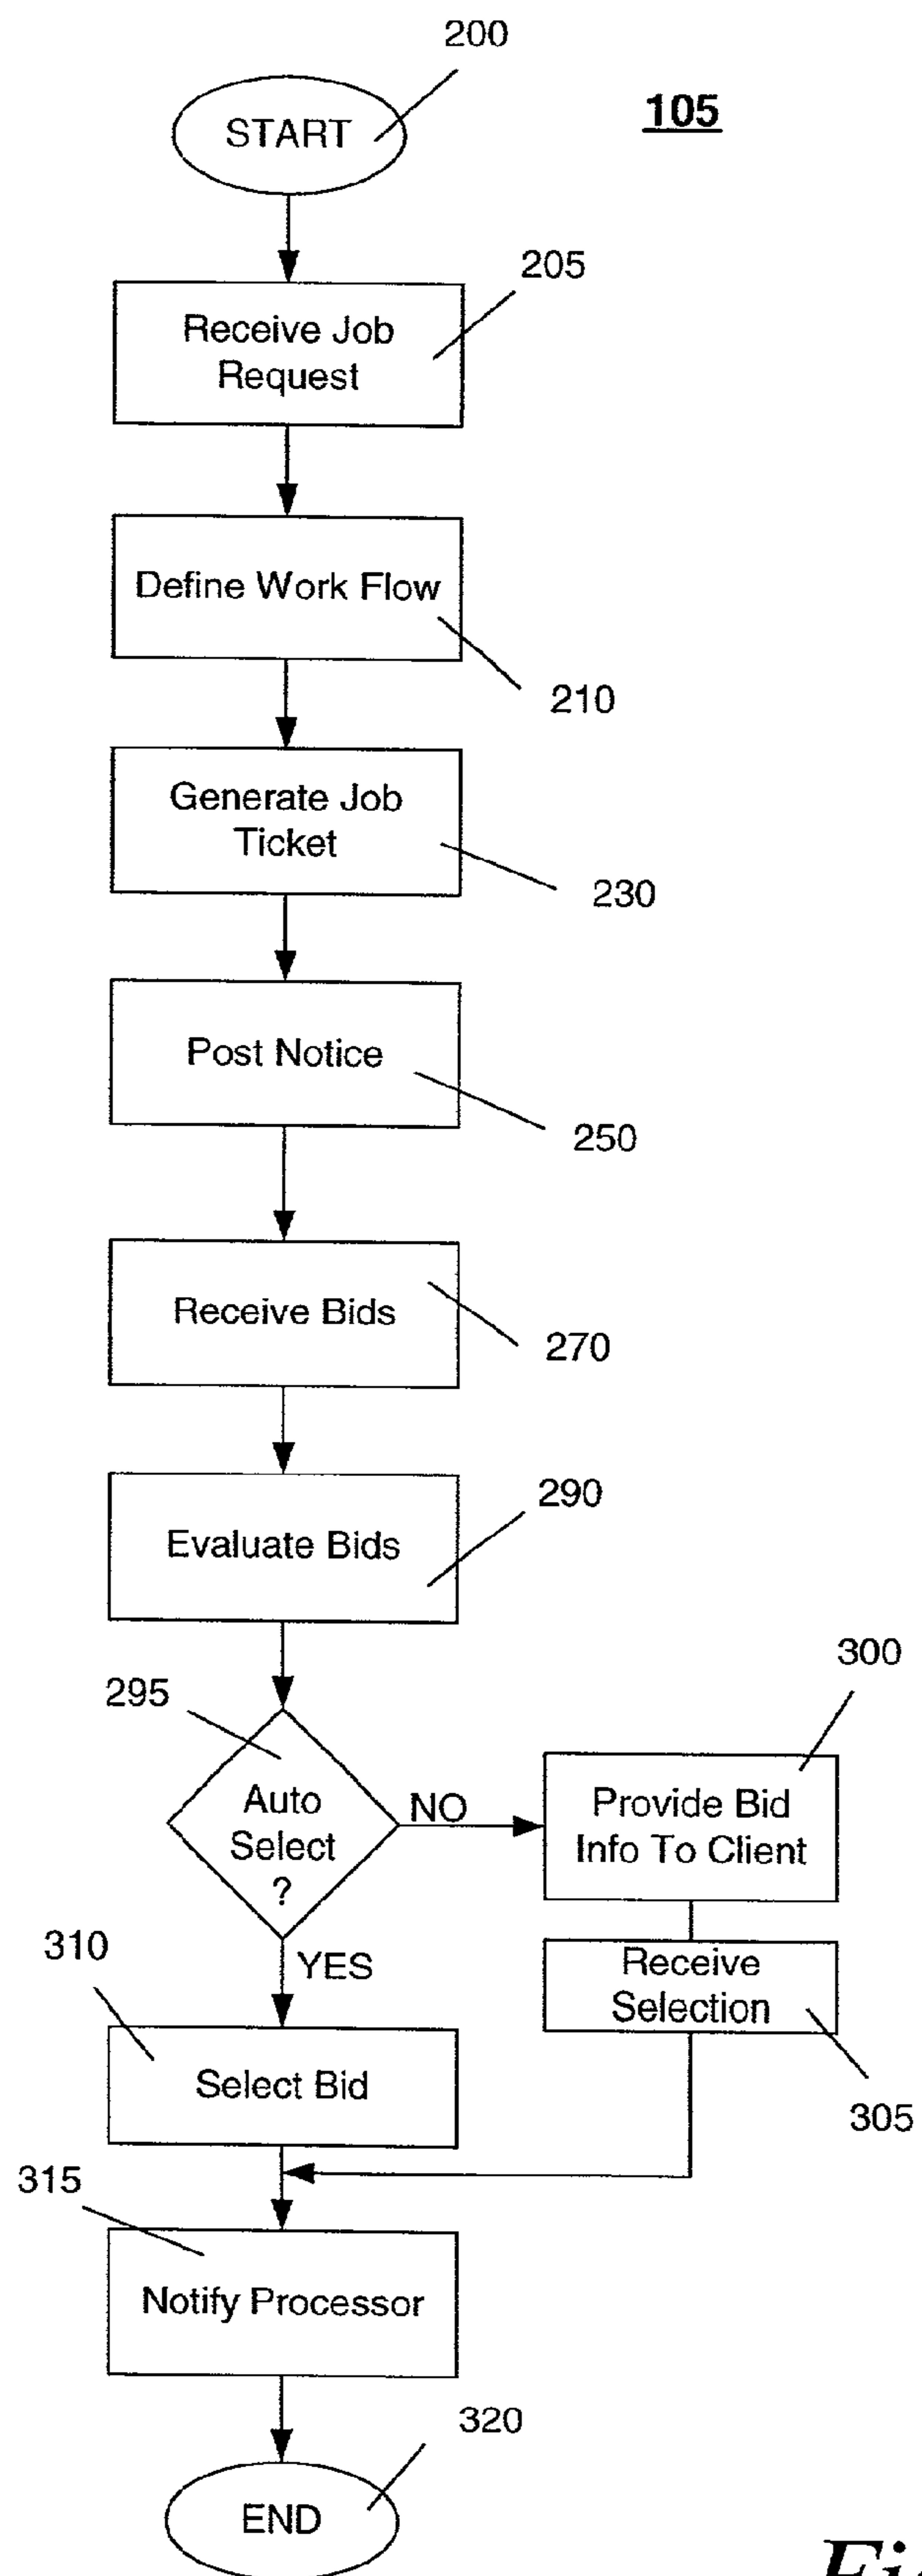 200
START
105
205
Receive Job
Request
Define Work Flow
210
Generate Job
Ticket
230
Post Notice
250
Receive Bids
270
290
Evaluate Bids
295
300
Auto
Select
?
NO
Provide Bid
Info To Client
310
YES
Receive
Selection
305
Select Bid
315
Notify Processor
320
END